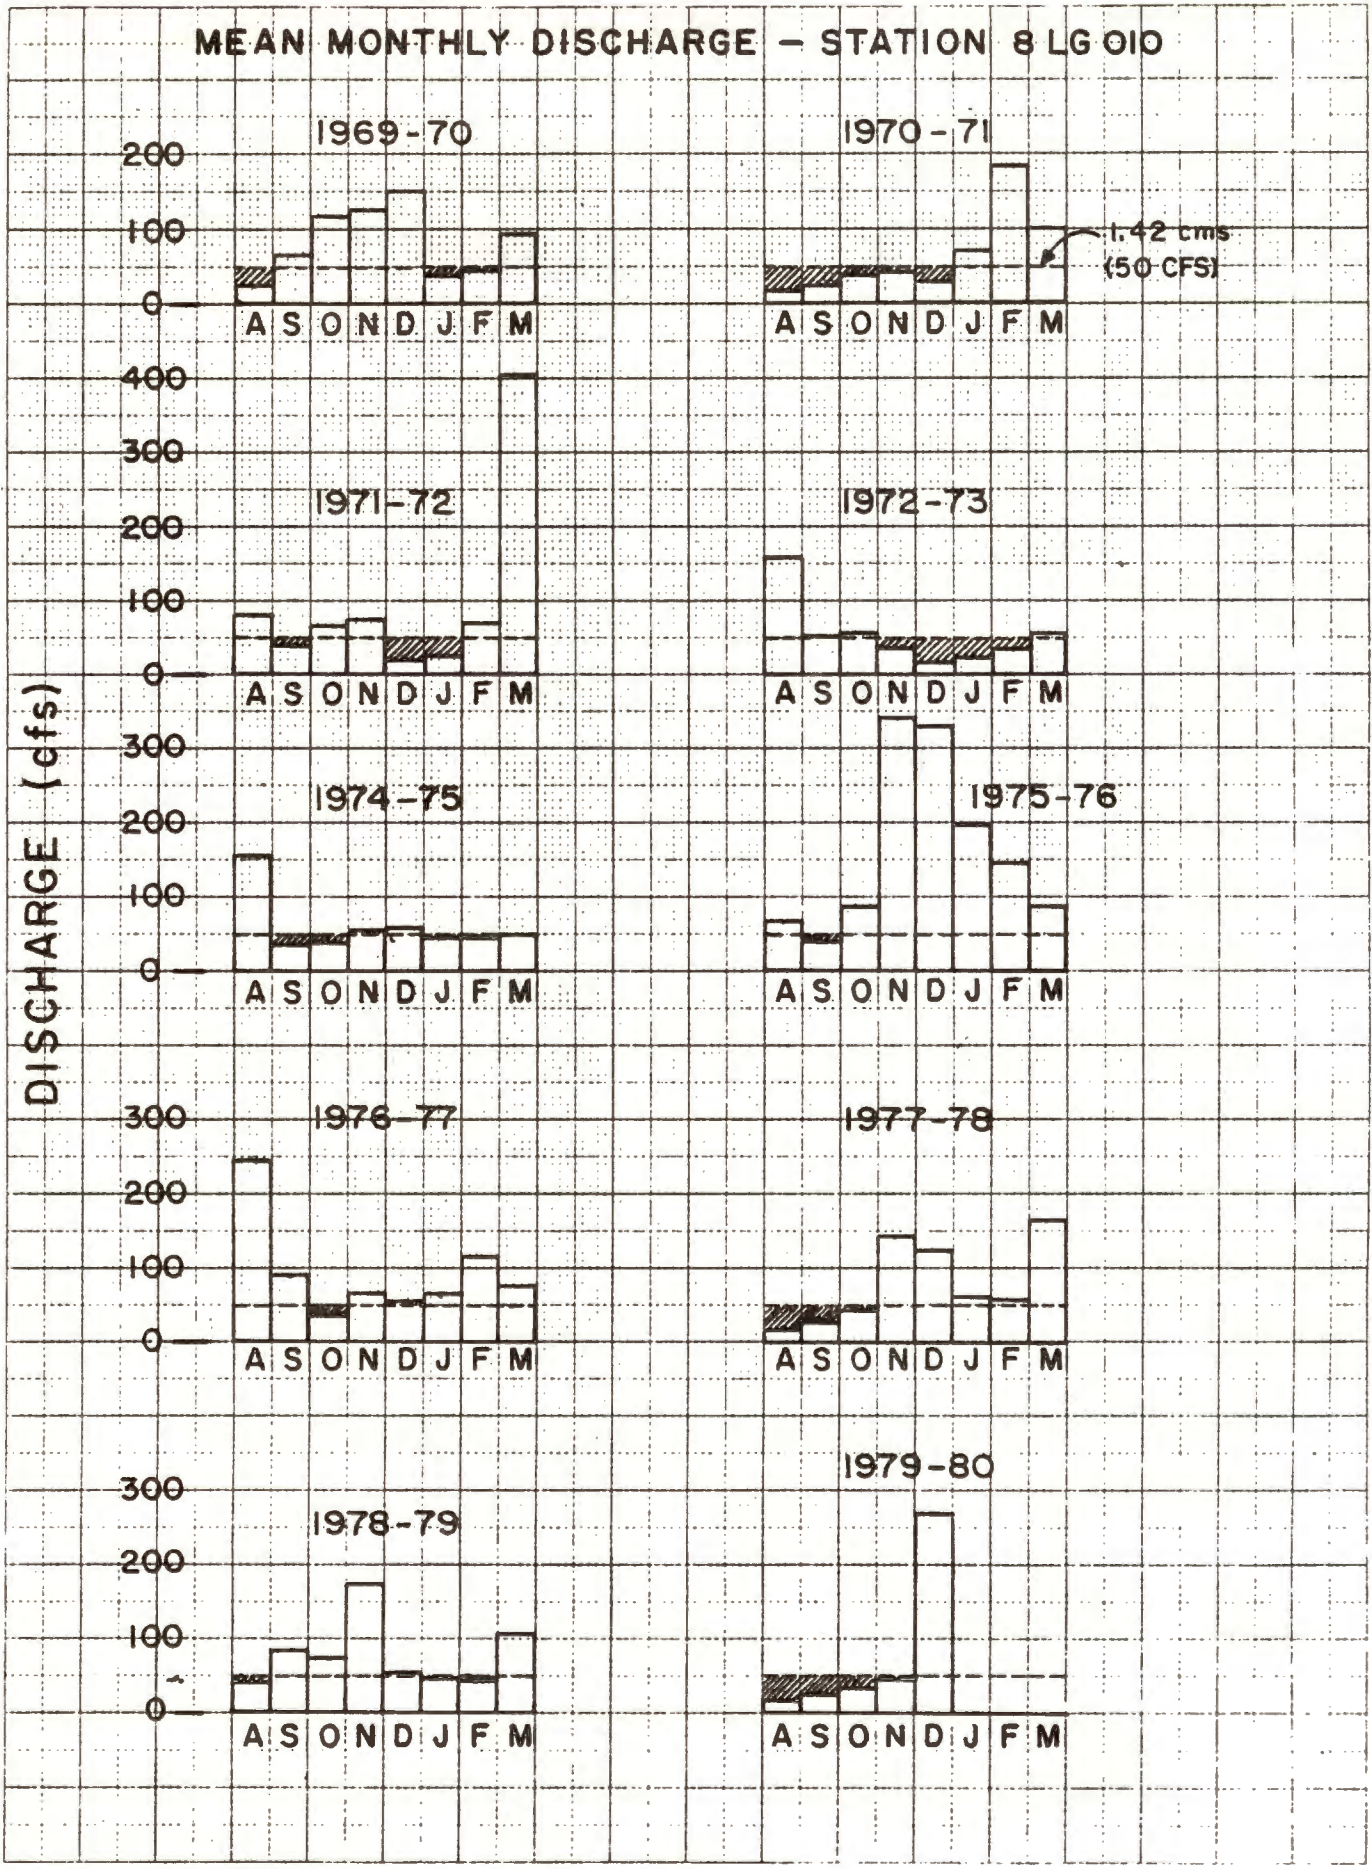 MEAN MONTHLY DISCHARGE – STATION 8 LG 010
DISCHARGE (cfs)
1969-70
200
100
0
A S O N D J F M
1970-71
1.42 cms
(50 CFS)
A S O N D J F M
400
300
1971-72
200
100
0
A S O N D J F M
1972-73
A S O N D J F M
300
1974-75
200
100
0
A S O N D J F M
1975-76
A S O N D J F M
300
1976-77
200
100
0
A S O N D J F M
1977-78
A S O N D J F M
300
1978-79
200
100
0
A S O N D J F M
1979-80
A S O N D J F M